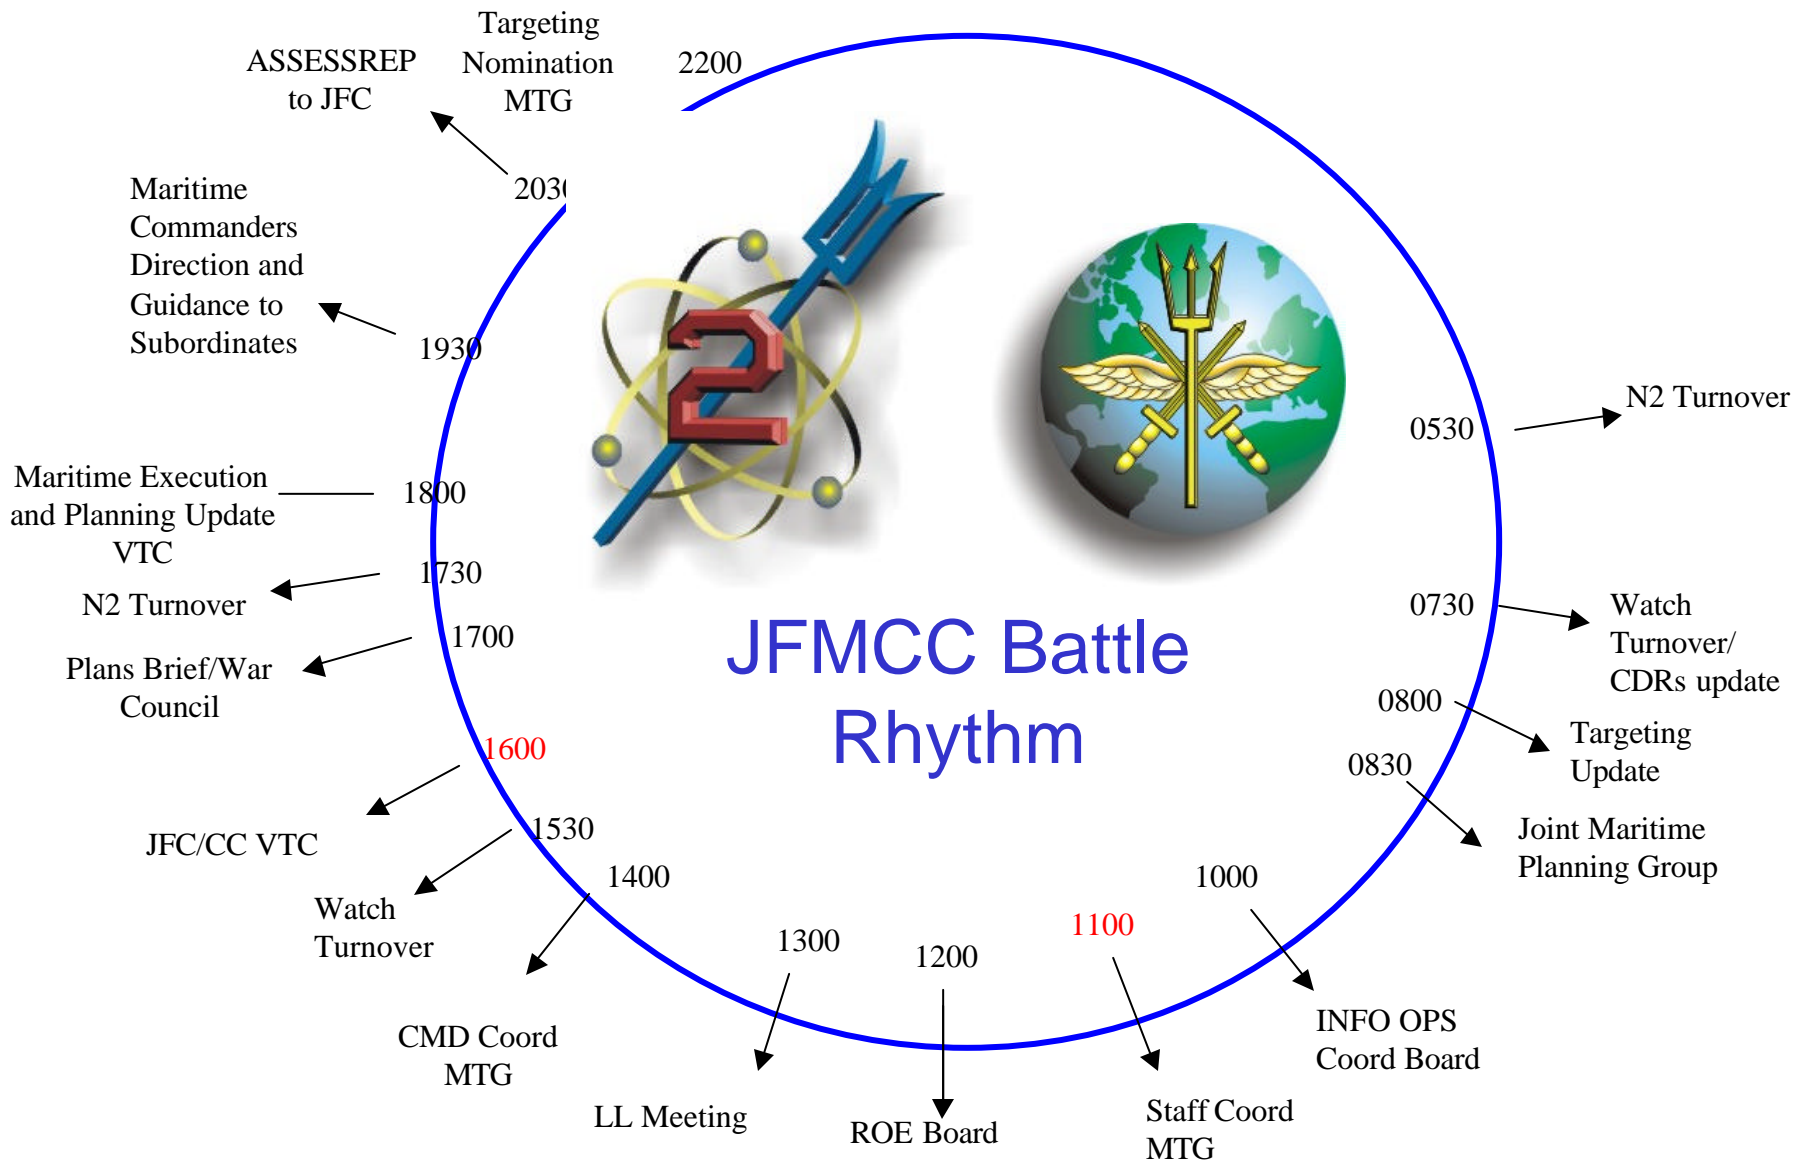 Targeting
Nomination
MTG
2200
ASSESSREP
to JFC
2030
Maritime
Commanders
Direction and
Guidance to
Subordinates
1930
Maritime Execution
and Planning Update
VTC
1800
N2 Turnover
1730
Plans Brief/War
Council
1700
JFC/CC VTC
1600
Watch
Turnover
1530
CMD Coord
MTG
1400
LL Meeting
1300
ROE Board
1200
Staff Coord
MTG
1100
INFO OPS
Coord Board
1000
Joint Maritime
Planning Group
0830
Targeting
Update
0800
Watch
Turnover/
CDRs update
0730
N2 Turnover
0530
2
JFMCC Battle
Rhythm